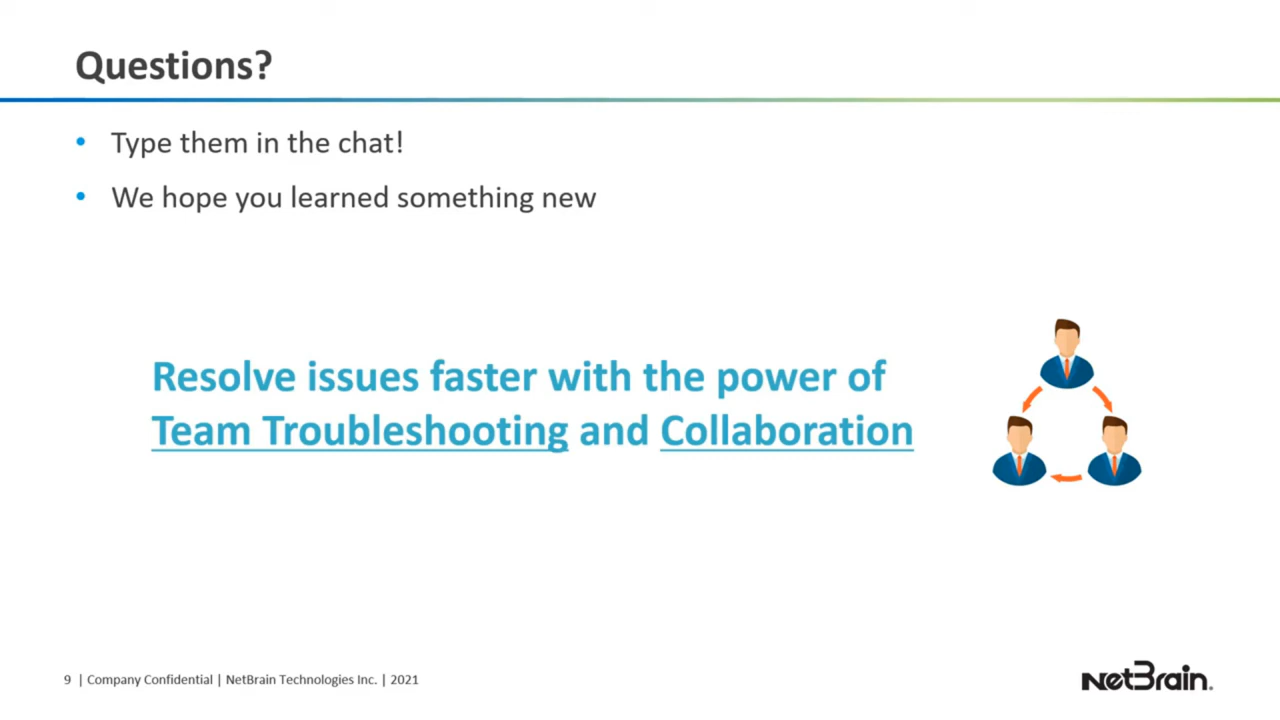 Questions?
• Type them in the chat!
• We hope you learned something new
Resolve issues faster with the power of
Team Troubleshooting and Collaboration
9 | Company Confidential | NetBrain Technologies Inc. | 2021
NetBrain.